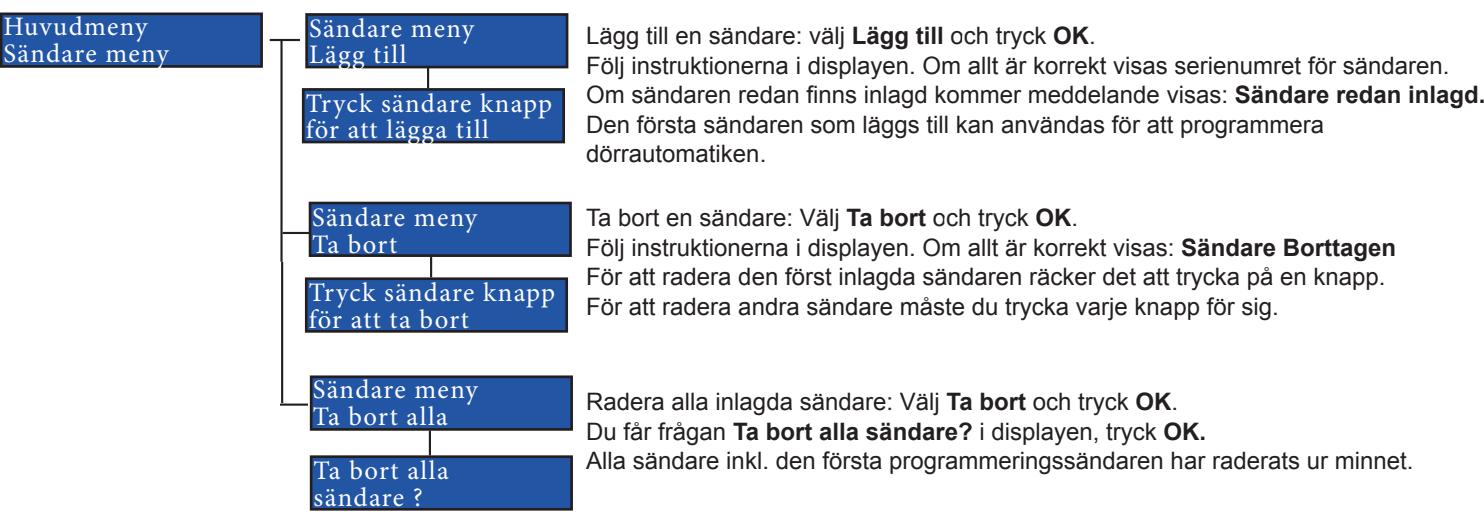 Huvudmeny
Sändare meny
Sändare meny
Lägg till
Tryck sändare knapp
för att lägga till
Lägg till en sändare: välj Lägg till och tryck OK.
Följ instruktionerna i displayen. Om allt är korrekt visas serienumret för sändaren.
Om sändaren redan finns inlagd kommer meddelande visas: Sändare redan inlagd.
Den första sändaren som läggs till kan användas för att programmera
dörrautomatiken.
Sändare meny
Ta bort
Tryck sändare knapp
för att ta bort
Ta bort en sändare: Välj Ta bort och tryck OK.
Följ instruktionerna i displayen. Om allt är korrekt visas: Sändare Borttagen
För att radera den först inlagda sändaren räcker det att trycka på en knapp.
För att radera andra sändare måste du trycka varje knapp för sig.
Sändare meny
Ta bort alla
Ta bort alla
sändare ?
Radera alla inlagda sändare: Välj Ta bort och tryck OK.
Du får frågan Ta bort alla sändare? i displayen, tryck OK.
Alla sändare inkl. den första programmeringssändaren har raderats ur minnet.